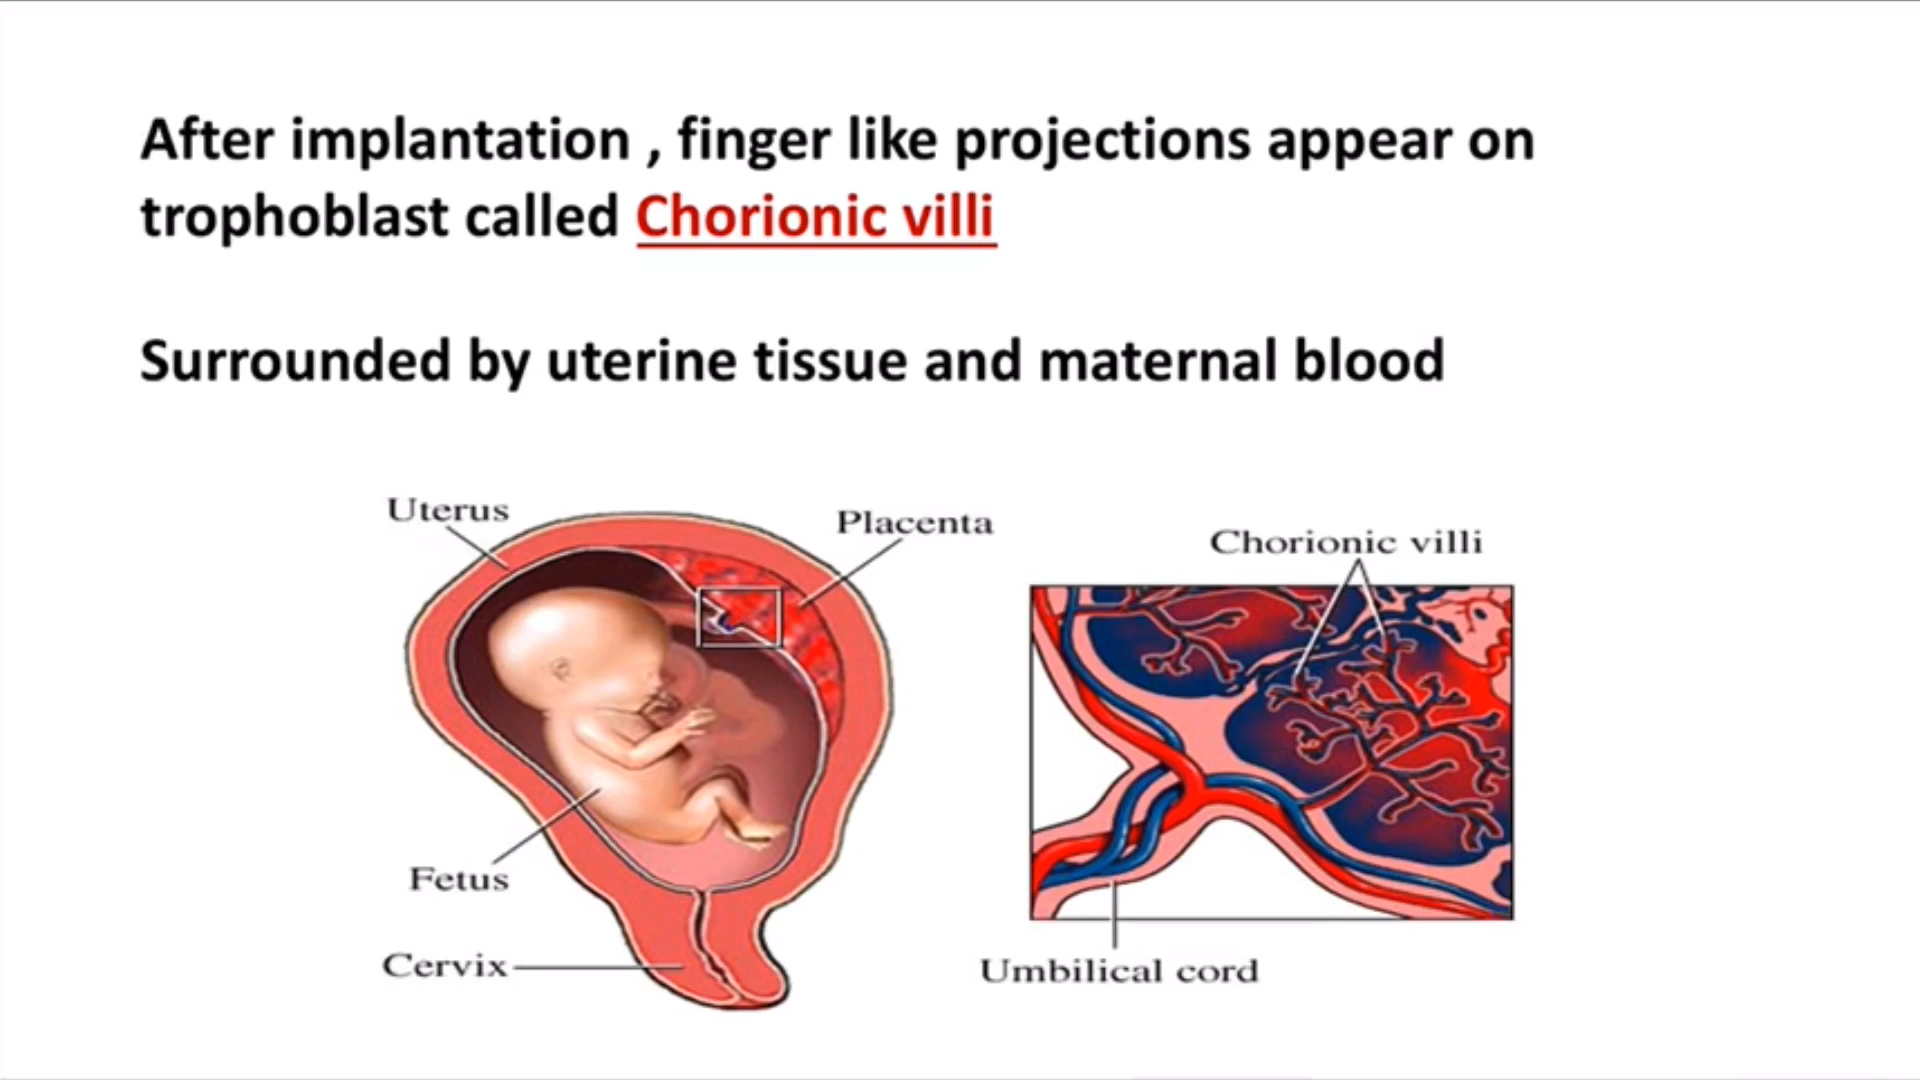 After implantation , finger like projections appear on
trophoblast called Chorionic villi
Surrounded by uterine tissue and maternal blood
Uterus
Placenta
Chorionic villi
Fetus
Cervix
Umbilical cord